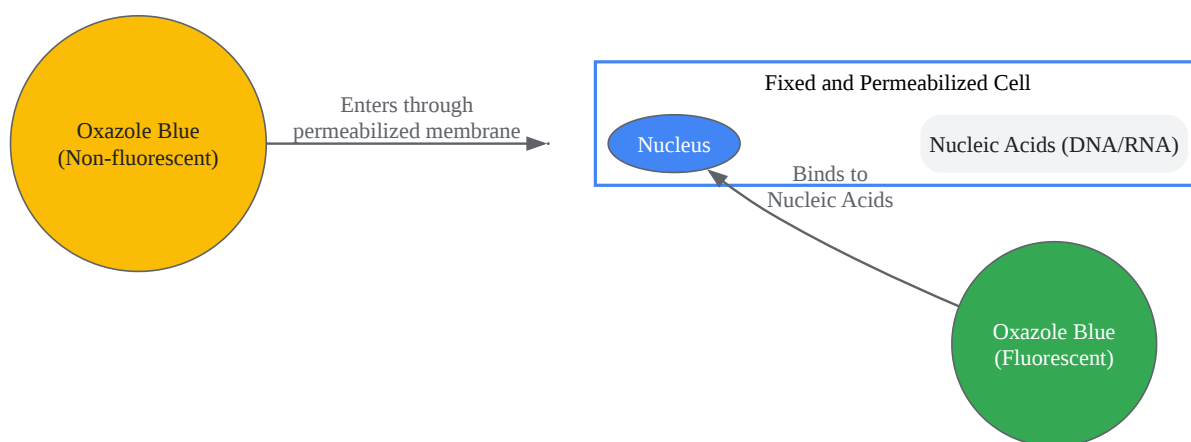 Oxazole Blue
(Non-fluorescent)
Enters through
permeabilized membrane
Fixed and Permeabilized Cell
Nucleus
Nucleic Acids (DNA/RNA)
Binds to
Nucleic Acids
Oxazole Blue
(Fluorescent)